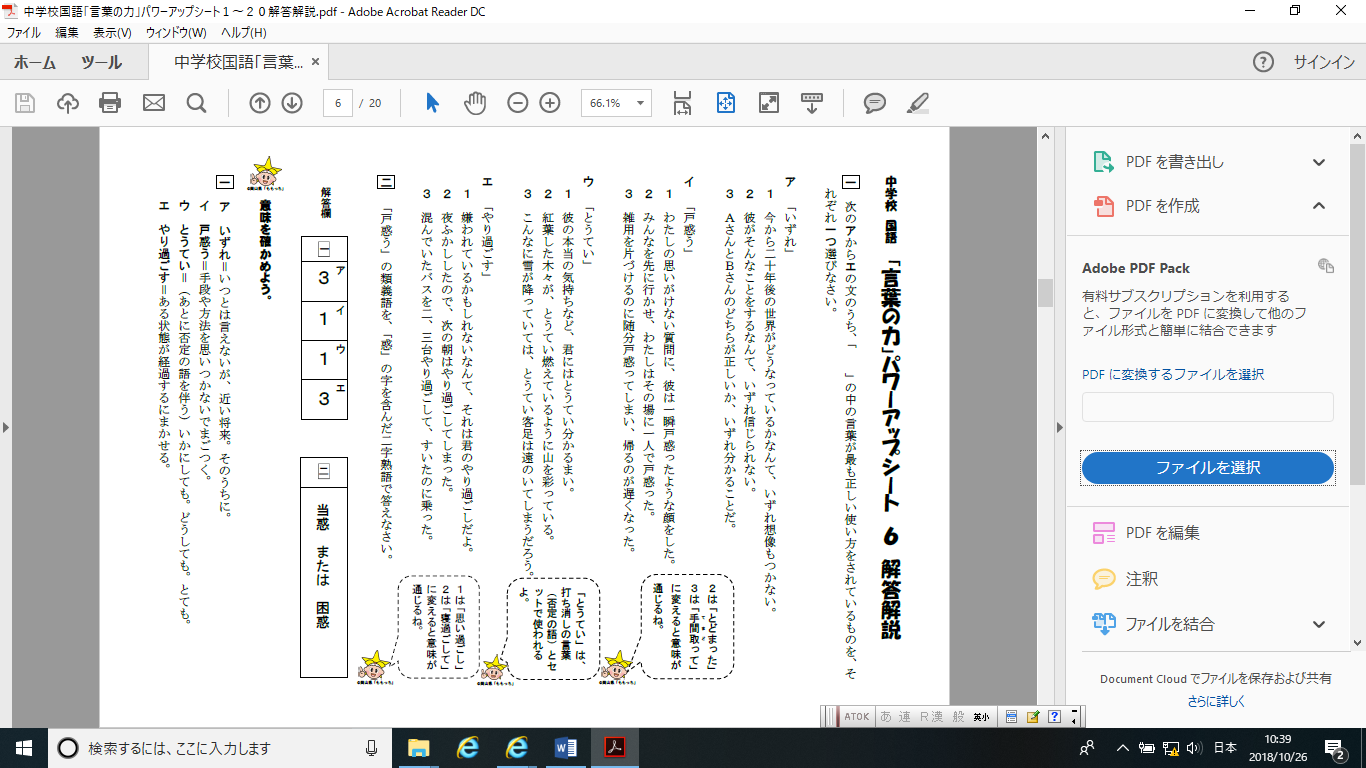 中学校国語「言葉の力」パワーアップシート１～２０解答解説.pdf - Adobe Acrobat Reader DC
ファイル 編集 表示(V) ウィンドウ(W) ヘルプ(H)
ホーム ツール 中学校国語「言葉... ×
サインイン
6 / 20
66.1%
中学校 国語 「言葉の力」パワーアップシート ６ 解答解説
一 次のアからエの文のうち、「　　」の中の言葉が最も正しい使い方をされているものを、そ
れぞれ一つ選びなさい。
ア 「いずれ」
１ 今から二十年後の世界がどうなっているかなんて、いずれ想像もつかない。
２ 彼がそんなことをするなんて、いずれ信じられない。
３ ＡさんとＢさんのどちらが正しいか、いずれ分かることだ。
イ 「戸惑う」
１ わたしの思いがけない質問に、彼は一瞬戸惑ったような顔をした。
２ みんなを先に行かせ、わたしはその場に一人で戸惑った。
３ 雑用を片づけるのに随分戸惑ってしまい、帰るのが遅くなった。
２は「とどまった」
３は「手間取って」
に変えると意味が
通じるね。
ウ 「とうてい」
１ 彼の本当の気持ちなど、君にはとうてい分かるまい。
２ 紅葉した木々が、とうてい燃えているように山を彩っている。
３ こんなに雪が降っていては、とうてい客足は遠のいてしまうだろう。
「とうてい」は、
打ち消しの言葉
（否定の語）とセ
ットで使われる
よ。
エ 「やり過ごす」
１ 嫌われているかもしれないなんて、それは君のやり過ごしだよ。
２ 夜ふかししたので、次の朝はやり過ごしてしまった。
３ 混んでいたバスを二、三台やり過ごして、すいたのに乗った。
１は「思い過ごし」
２は「寝過ごして」
に変えると意味が
通じるね。
二 「戸惑う」の類義語を、「惑」の字を含んだ二字熟語で答えなさい。
解答欄
一
ア ３
イ １
ウ １
エ ３
二
当惑 または 困惑
意味を確かめよう。
一 ア いずれ＝いつとは言えないが、近い将来。そのうちに。
イ 戸惑う＝手段や方法を思いつかないでまごつく。
ウ とうてい＝（あとに否定の語を伴う）いかにしても。どうしても。とても。
エ やり過ごす＝ある状態が経過するにまかせる。
PDF を書き出し
PDF を作成
Adobe PDF Pack
有料サブスクリプションを利用する
と、ファイルを PDF に変換して他のフ
ァイル形式と簡単に結合できます
PDF に変換するファイルを選択
ファイルを選択
PDF を編集
注釈
ファイルを結合
Document Cloud でファイルを保存および共有
さらに詳しく
ATOK あ 連 Ｒ漢 般 英小
検索するには、ここに入力します
日本
10:39
2018/10/26
2